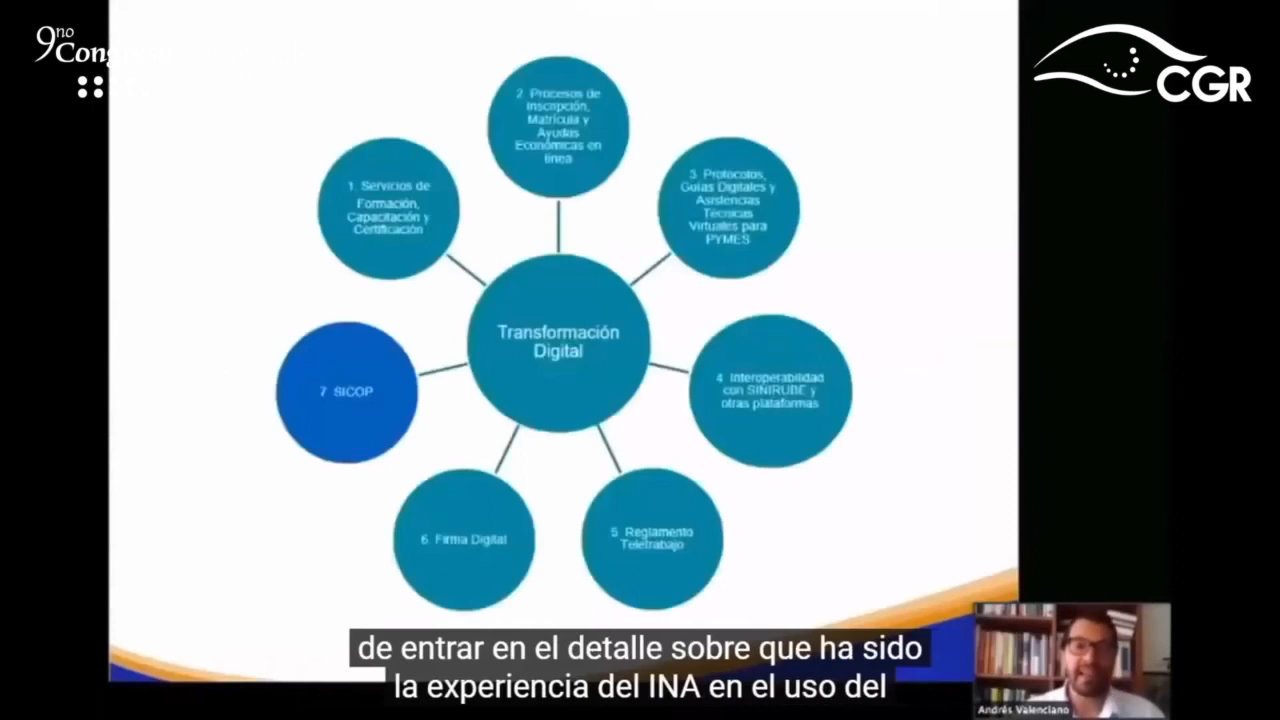 9no
Cong
CGR
2 Procesos de
Inscripción,
Matrícula y
Ayudas
Económicas en
línea
1. Servicios de
Formación,
Capacitación y
Certificación
3. Protocolos,
Guías Digitales y
Asistencias
Técnicas
Virtuales para
PYMES
Transformación
Digital
7 SICOP
4 Interoperabilidad
con SINIRUBE y
otras plataformas
6 Firma Digital
5 Reglamento
Teletrabajo
de entrar en el detalle sobre que ha sido
la experiencia del INA en el uso del
Andrés Valenciano